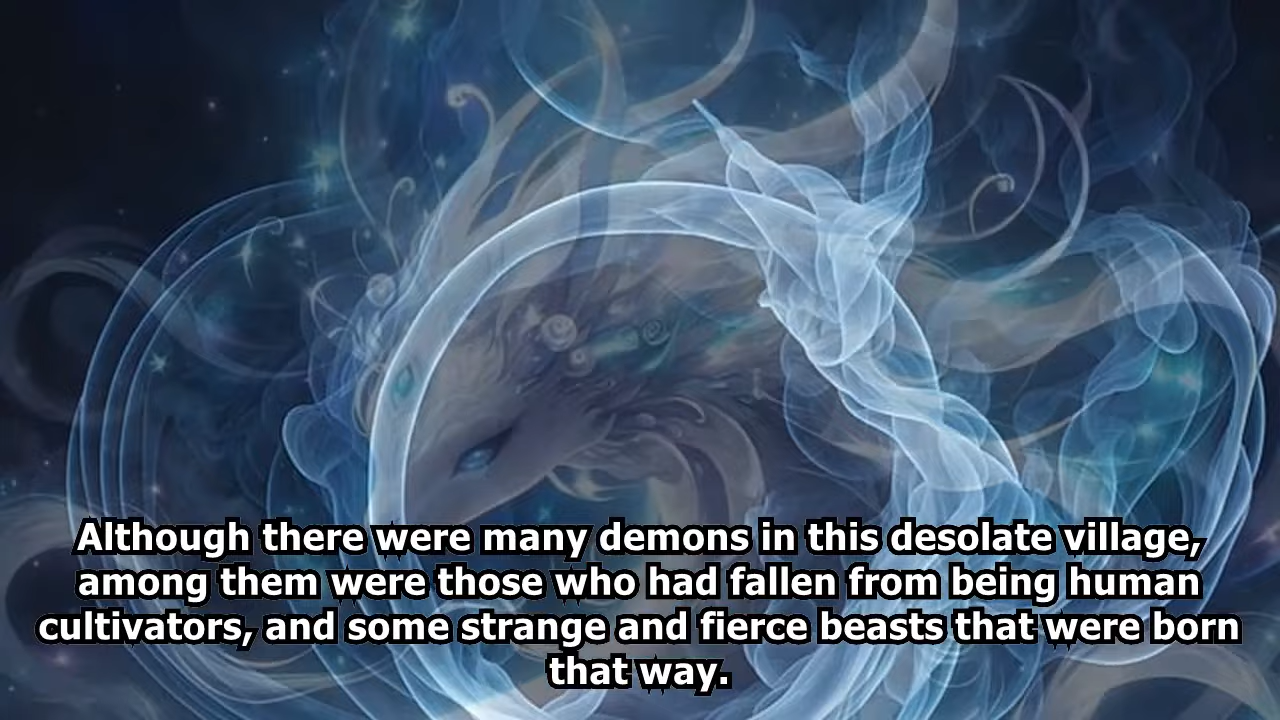 Although there were many demons in this desolate village,
among them were those who had fallen from being human
cultivators, and some strange and fierce beasts that were born
that way.